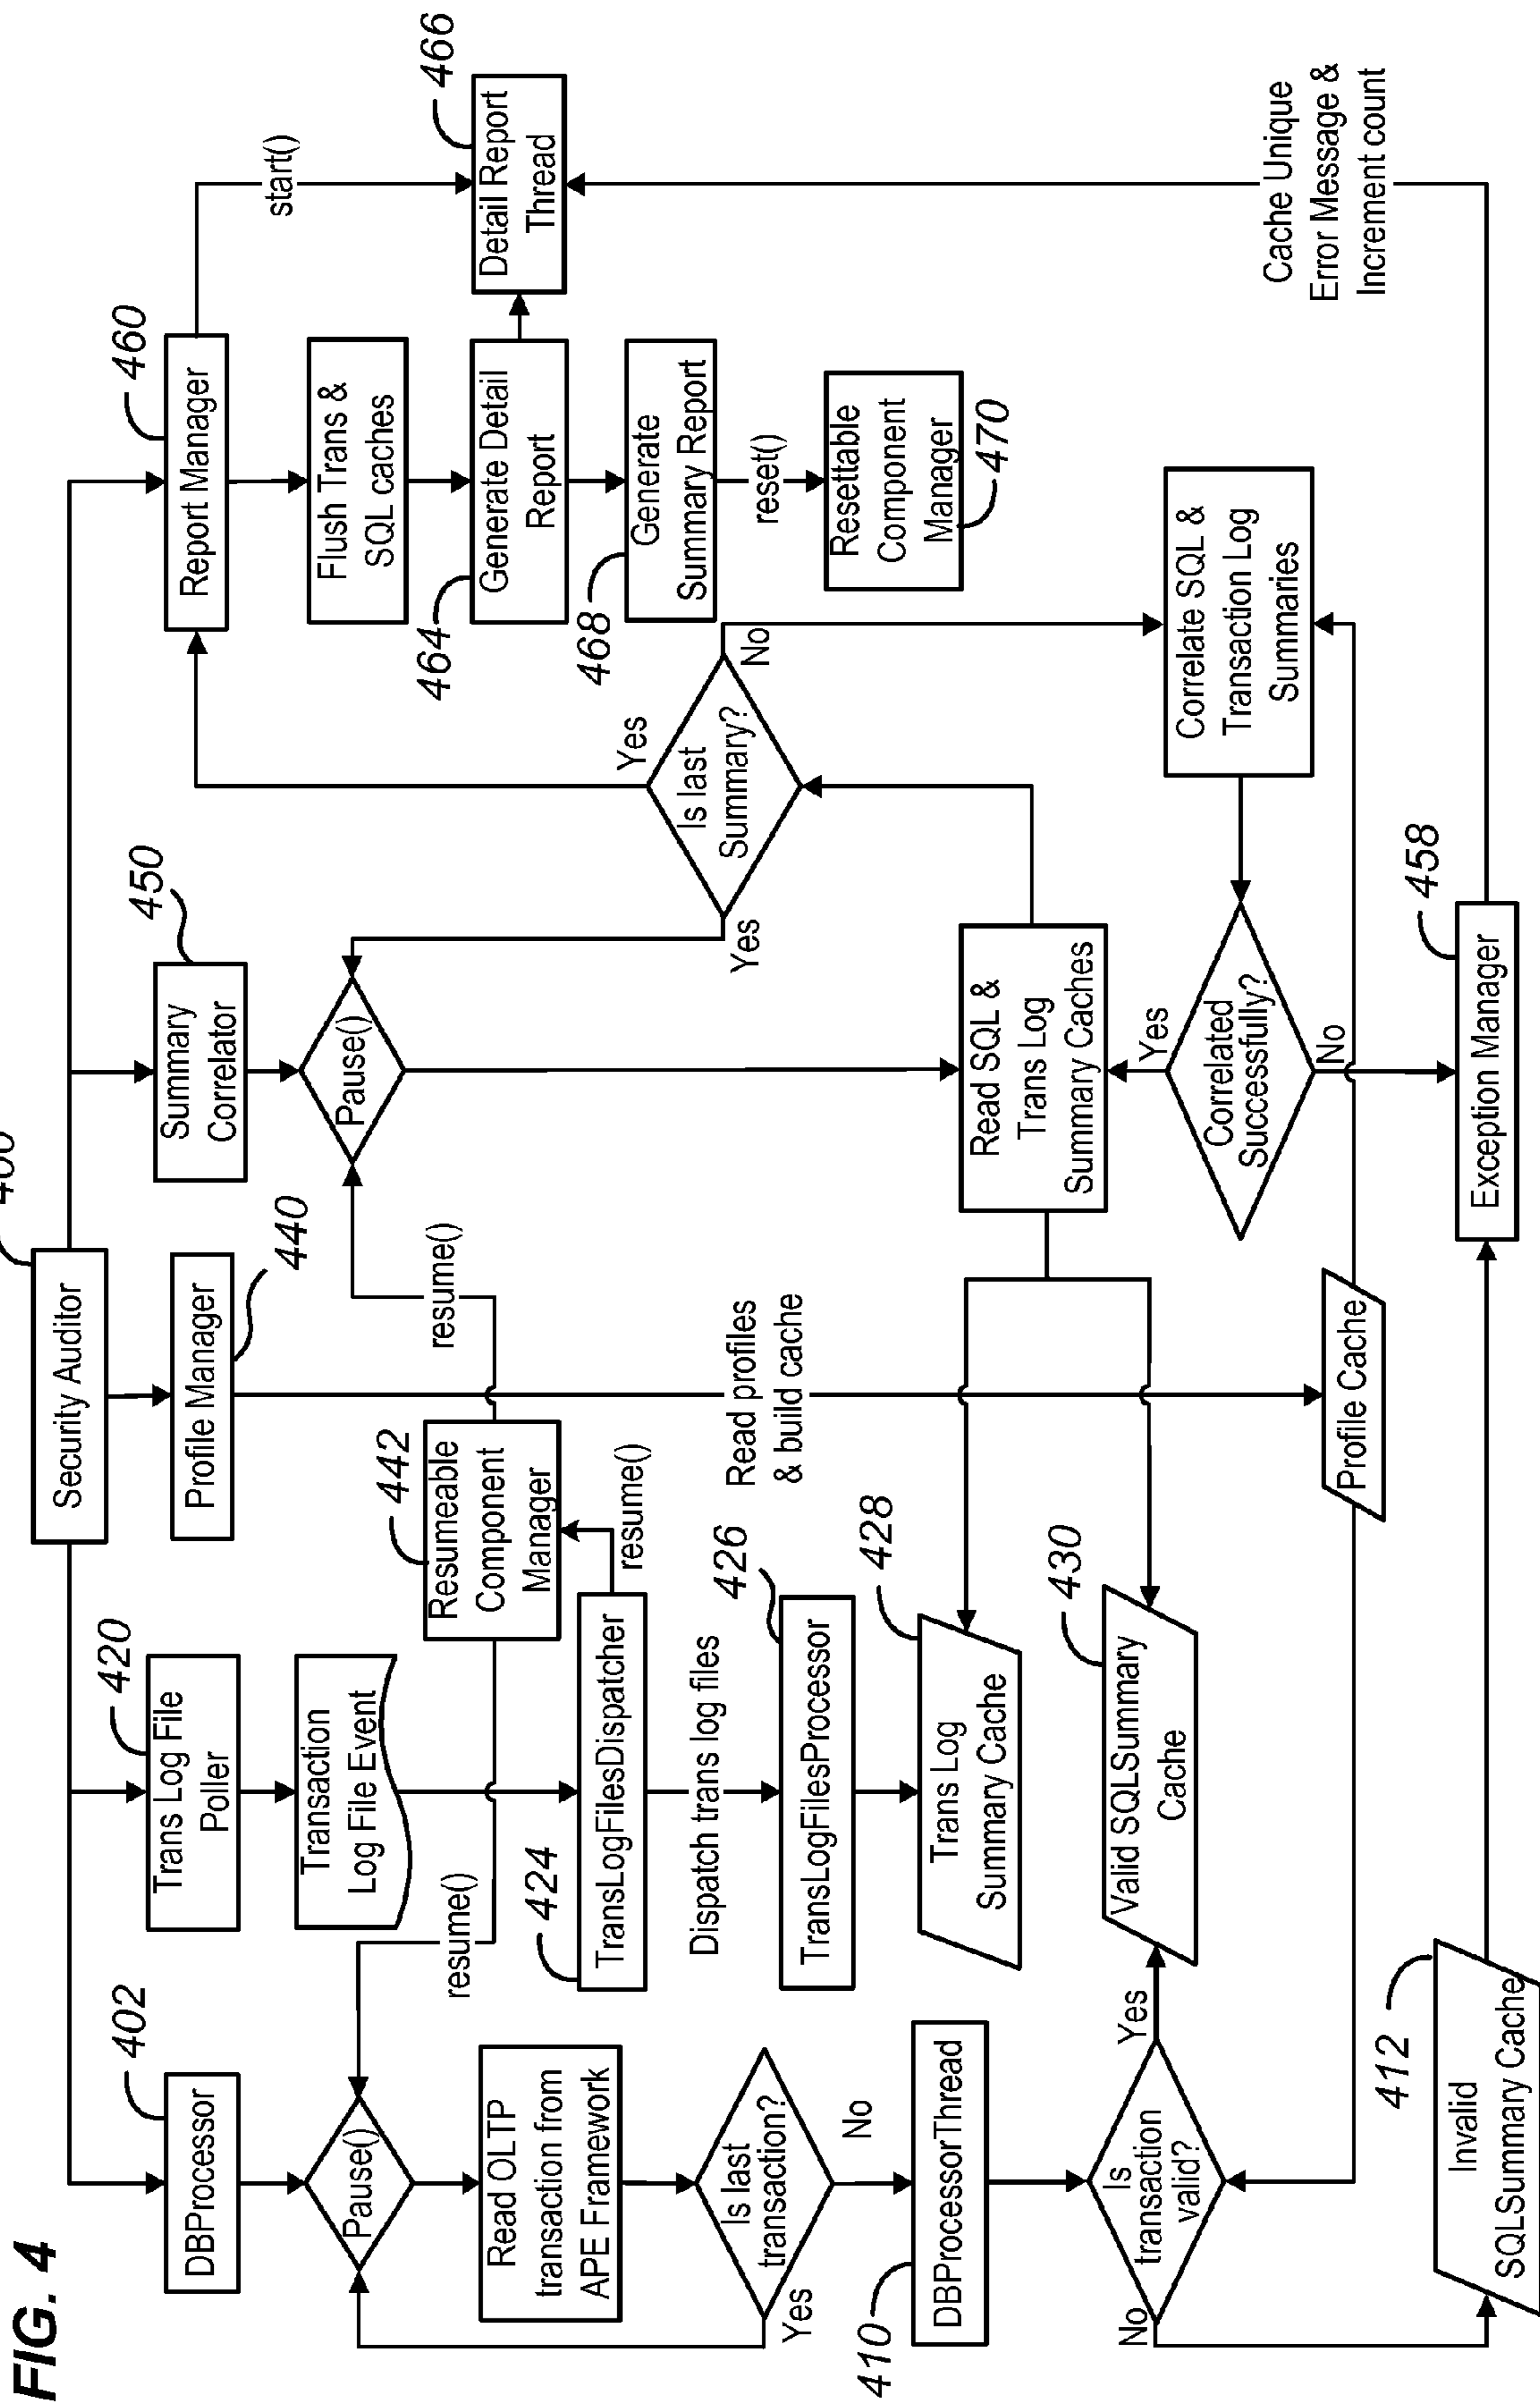 FIG. 4
Security Auditor
402
DBProcessor
Pause()
Read OLTP
transaction from
APE Framework
Is last
transaction?
Yes
No
410
DBProcessorThread
Is
transaction
valid?
Yes
No
412
Invalid
SQLSummary Cache
420
Trans Log File
Poller
Transaction
Log File Event
resume()
424
TransLogFilesDispatcher
Dispatch trans log files
426
TransLogFilesProcessor
428
Trans Log
Summary Cache
430
Valid SQLSummary
Cache
440
Profile Manager
442
Resumeable
Component
Manager
resume()
resume()
Read profiles
& build cache
Profile Cache
450
Summary
Correlator
Pause()
Read SQL &
Trans Log
Summary Caches
Is last
Summary?
Yes
Yes
No
Correlate SQL &
Transaction Log
Summaries
Correlated
Successfully?
Yes
No
458
Exception Manager
460
Report Manager
start()
Flush Trans &
SQL caches
464
Generate Detail
Report
466
Detail Report
Thread
468
Generate
Summary Report
reset()
Resettable
Component
Manager
470
Cache Unique
Error Message &
Increment count